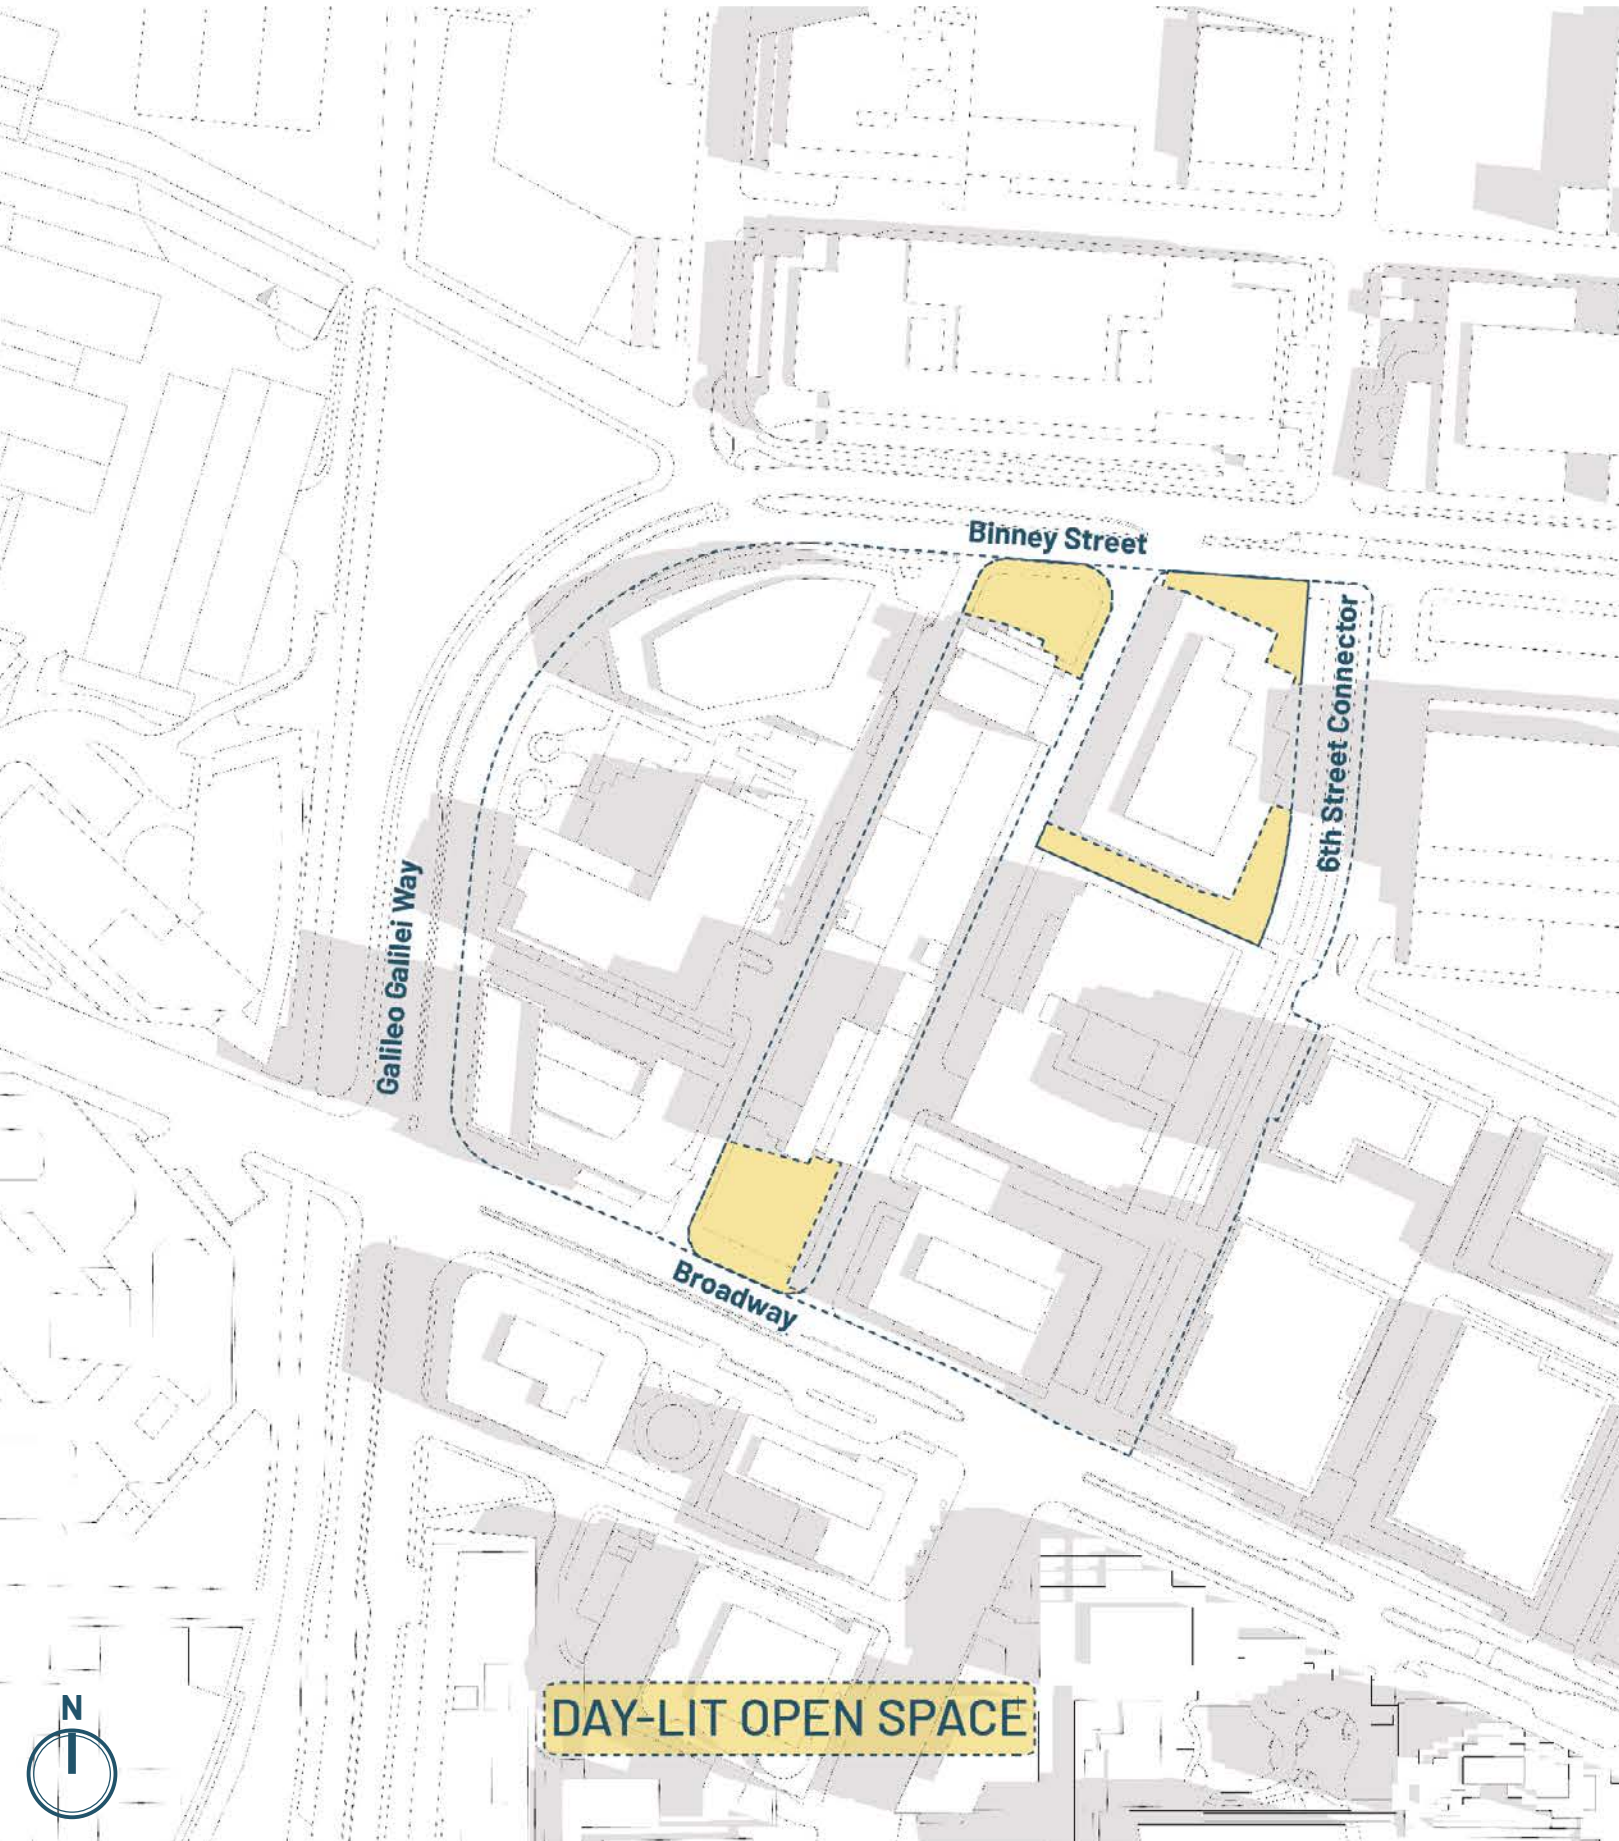 Binney Street
6th Street Connector
Galileo Galilei Way
Broadway
N
DAY-LIT OPEN SPACE